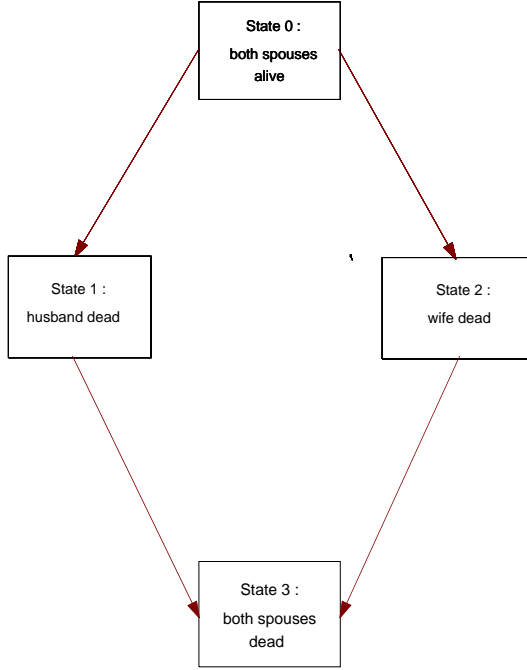 State 0 :
both spouses
alive
State 1 :
husband dead
State 2 :
wife dead
State 3 :
both spouses
dead